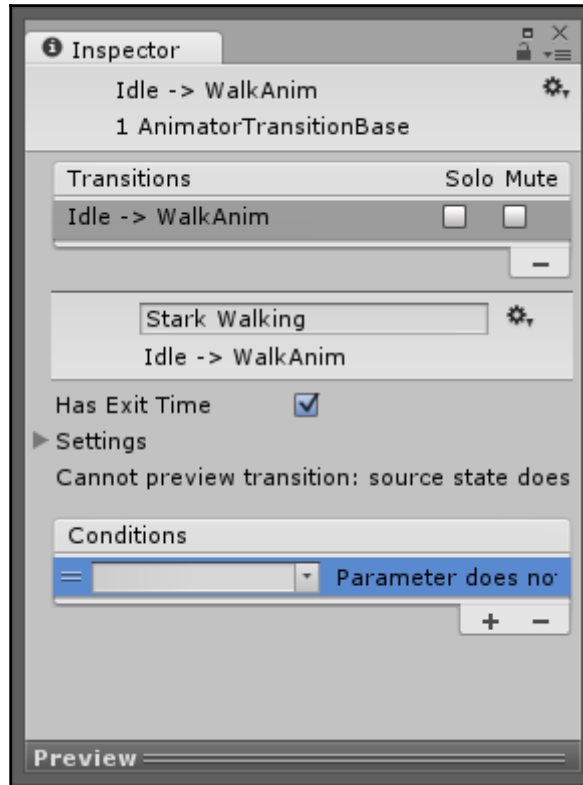 Inspector
Idle -> WalkAnim
1 AnimatorTransitionBase
Transitions Solo Mute
Idle -> WalkAnim
Stark Walking
Idle -> WalkAnim
Has Exit Time
Settings
Cannot preview transition: source state does
Conditions
Parameter does no
Preview